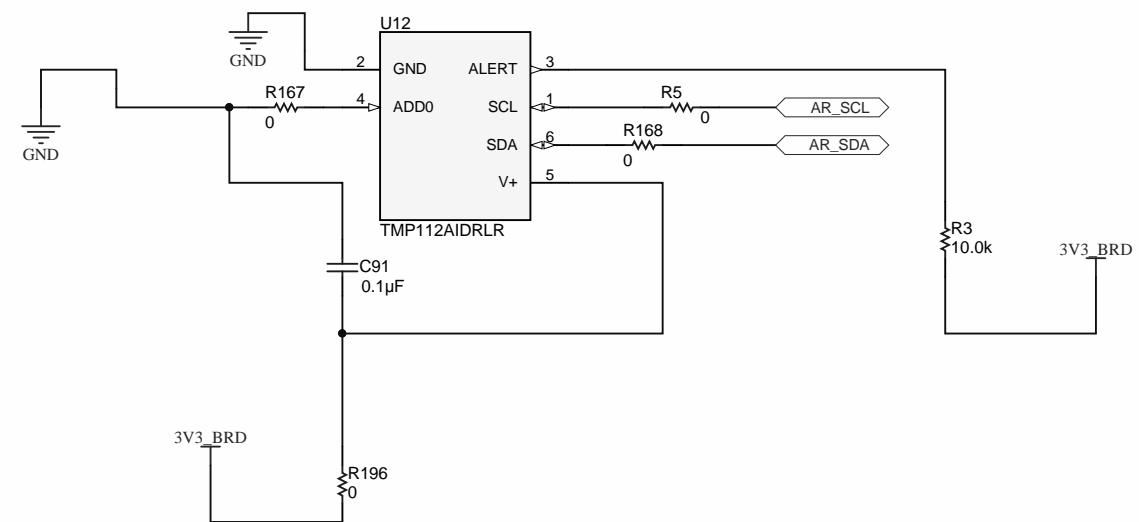 U12
GND
2 GND ALERT 3
R167
4 ADD0 SCL 1 R5
0 0 AR_SCL
GND
R168
SDA 6 AR_SDA
0
V+ 5
TMP112AIDRLR
R3
10.0k
3V3_BRD
C91
0.1µF
3V3_BRD
R196
0